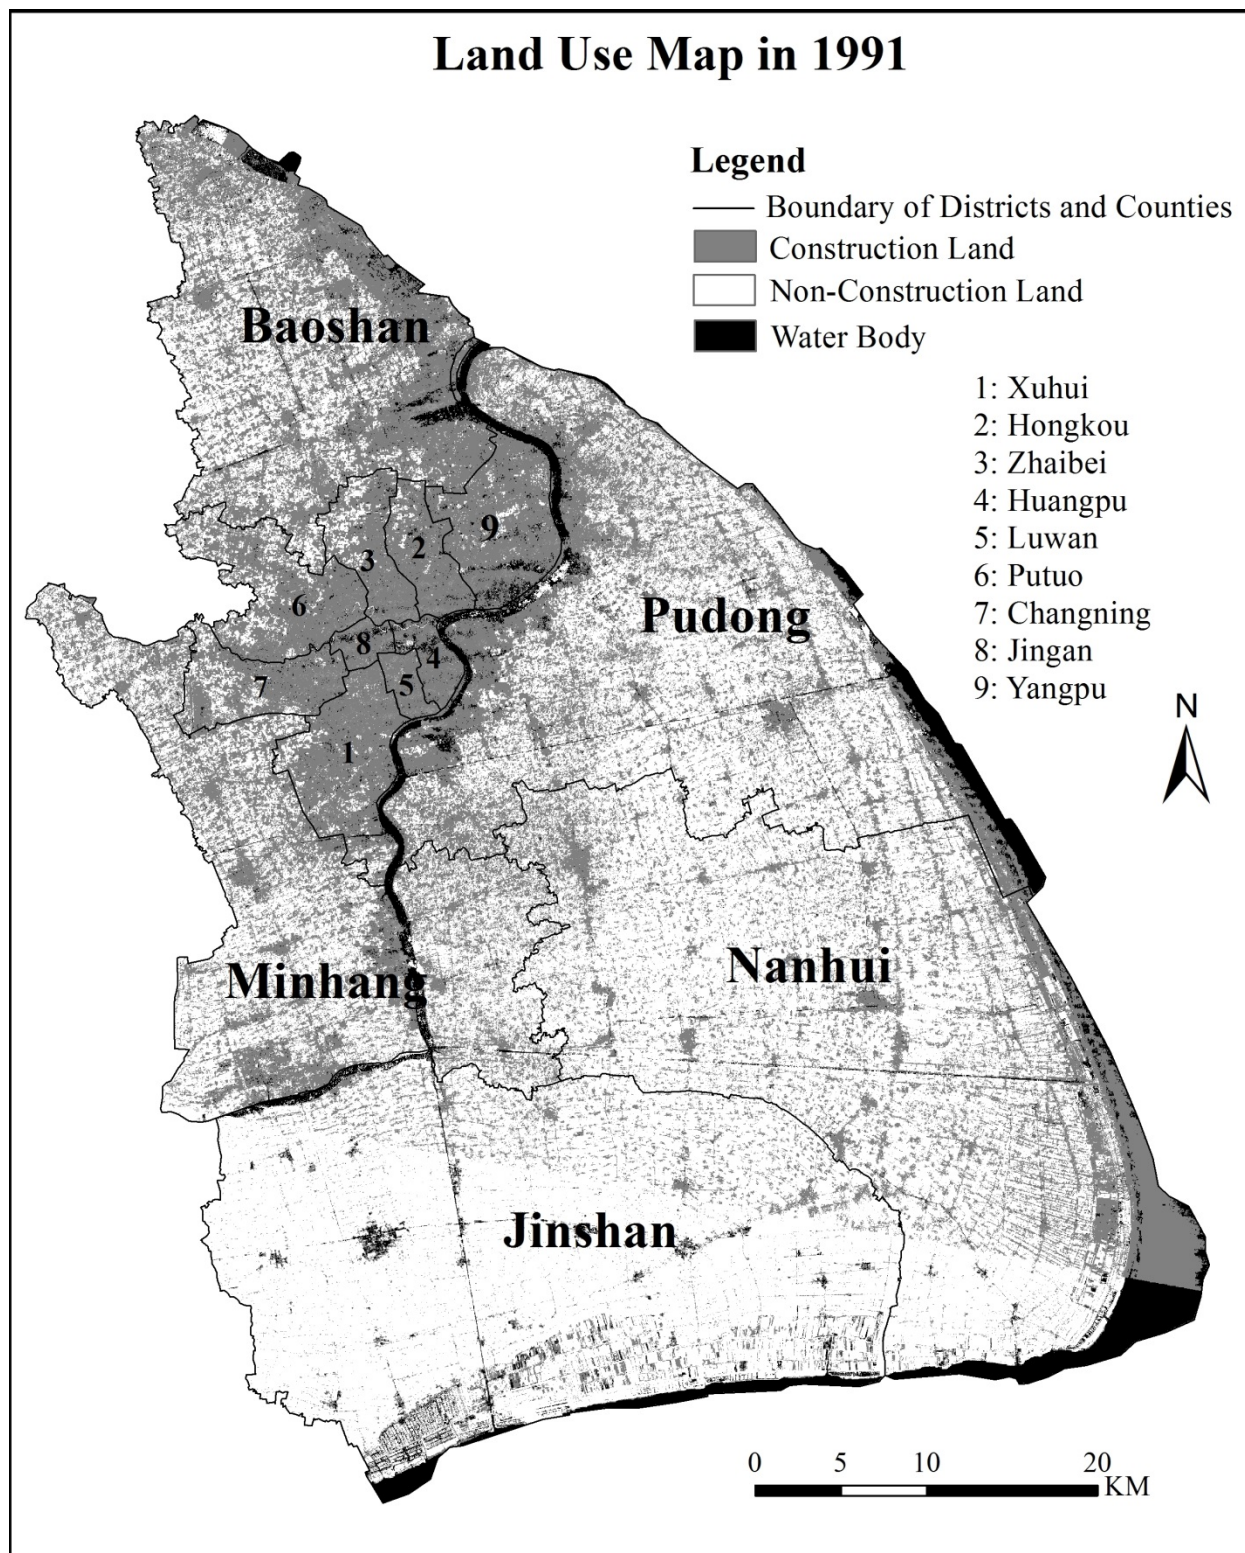 Land Use Map in 1991
Legend
Boundary of Districts and Counties
Construction Land
Non-Construction Land
Water Body
1: Xuhui
2: Hongkou
3: Zhaibei
4: Huangpu
5: Luwan
6: Putuo
7: Changning
8: Jingan
9: Yangpu
Baoshan
9
2
3
6
Pudong
8
4
7
5
N
1
Nanhui
Minhang
Jinshan
0 5 10 20
KM